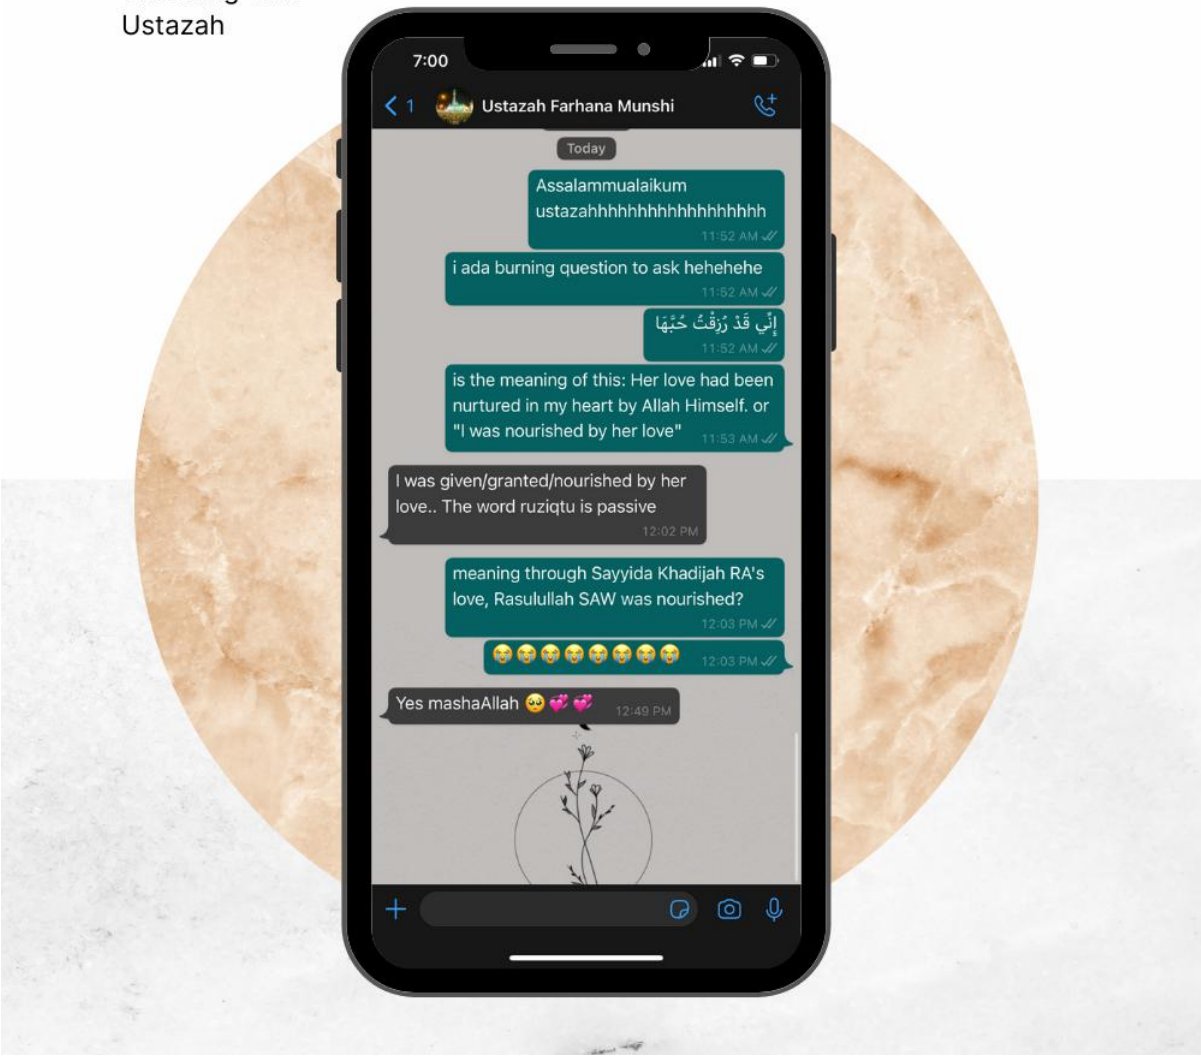 Ustazah
7:00
1
Ustazah Farhana Munshi
Today
Assalammualaikum
ustazahhhhhhhhhhhhhhhhhhh
11:52 AM
i ada burning question to ask hehehehe
11:52 AM
إِنِّي قَدْ رُزِقْتُ حُبَّهَا
11:52 AM
is the meaning of this: Her love had been
nurtured in my heart by Allah Himself. or
"I was nourished by her love"
11:53 AM
I was given/granted/nourished by her
love.. The word ruziqtu is passive
12:02 PM
meaning through Sayyida Khadijah RA's
love, Rasulullah SAW was nourished?
12:03 PM
😭😭😭😭😭😭😭😭
12:03 PM
Yes mashaAllah 🥺💞💞
12:49 PM